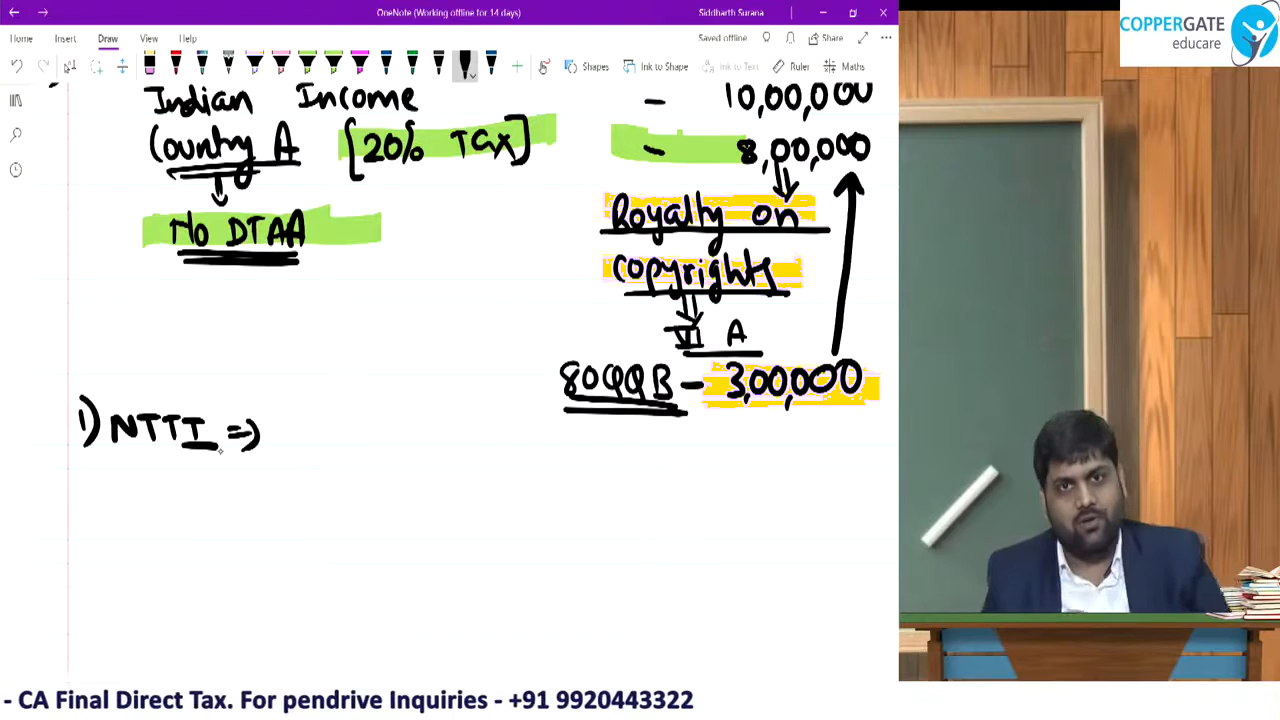 OneNote (Working offline for 14 days)
Siddharth Surana
Home Insert Draw View Help
Saved offline
Share
Shapes
Ink to Shape
Ink to Text
Ruler
Maths
COPPERGATE
educare
Indian Income - 10,00,000
Country A [20% Tax] - 8,00,000
No DTAA
Royalty on
copyrights
VI A
80QQB - 3,00,000
1) NTTI =>
- CA Final Direct Tax. For pendrive Inquiries - +91 9920443322